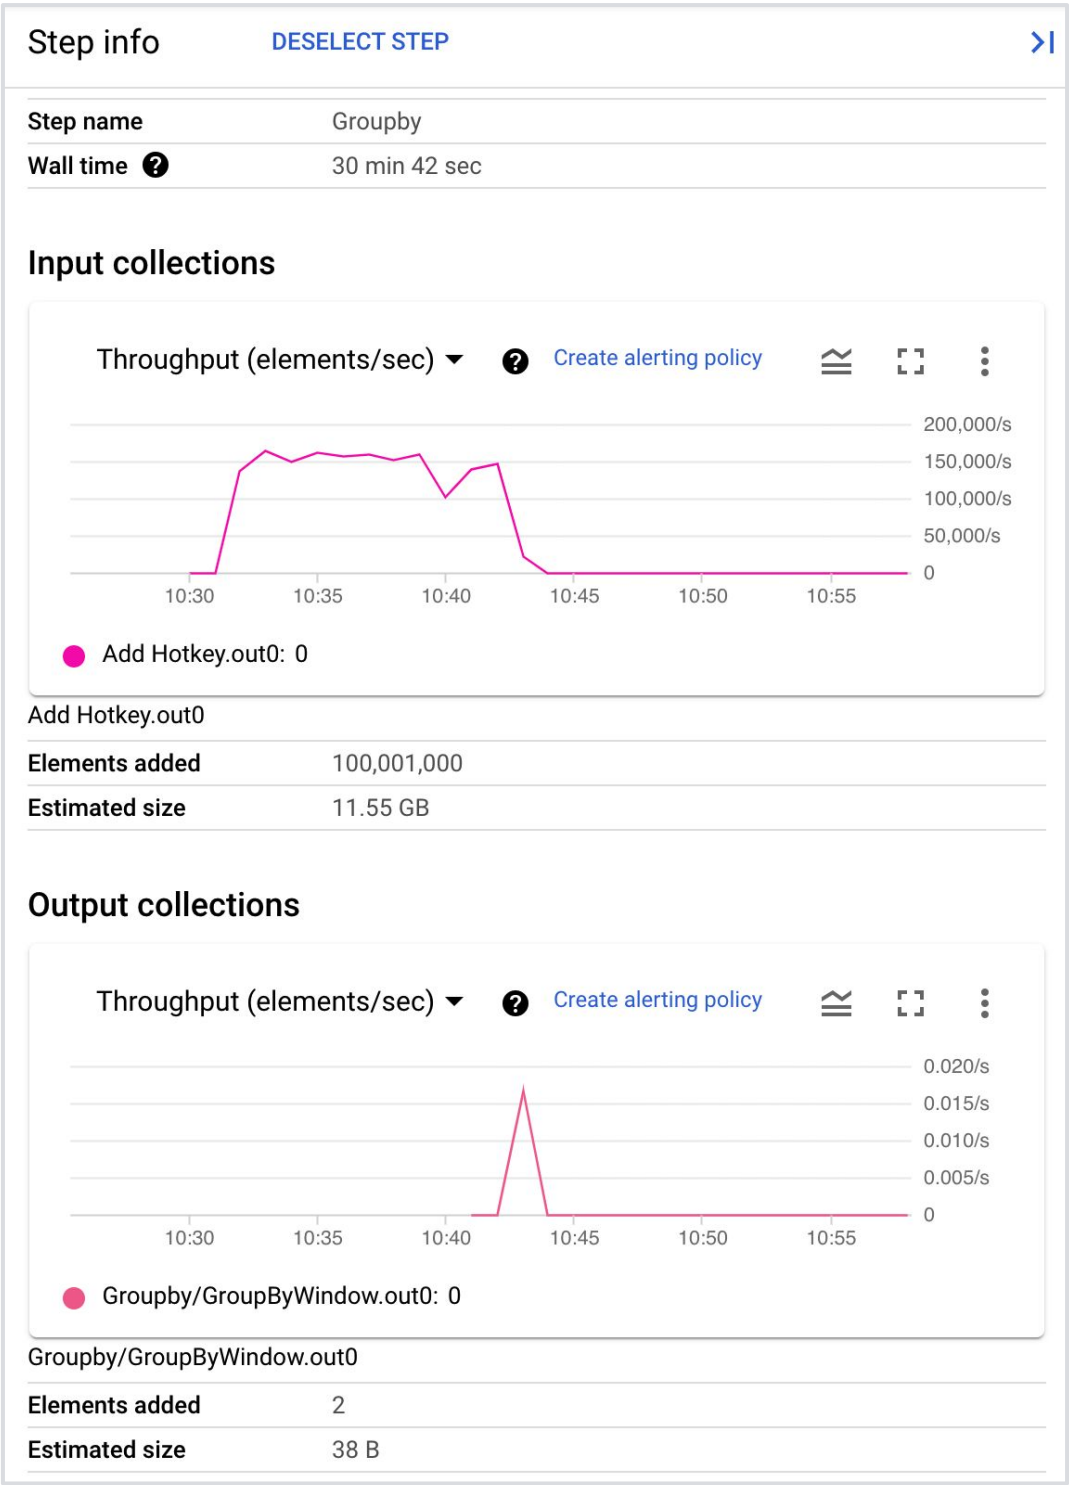 Step info DESELECT STEP
Step name Groupby
Wall time ? 30 min 42 sec
Input collections
Throughput (elements/sec) ? Create alerting policy
200,000/s
150,000/s
100,000/s
50,000/s
0
10:30 10:35 10:40 10:45 10:50 10:55
Add Hotkey.out0: 0
Add Hotkey.out0
Elements added 100,001,000
Estimated size 11.55 GB
Output collections
Throughput (elements/sec) ? Create alerting policy
0.020/s
0.015/s
0.010/s
0.005/s
0
10:30 10:35 10:40 10:45 10:50 10:55
Groupby/GroupByWindow.out0: 0
Groupby/GroupByWindow.out0
Elements added 2
Estimated size 38 B